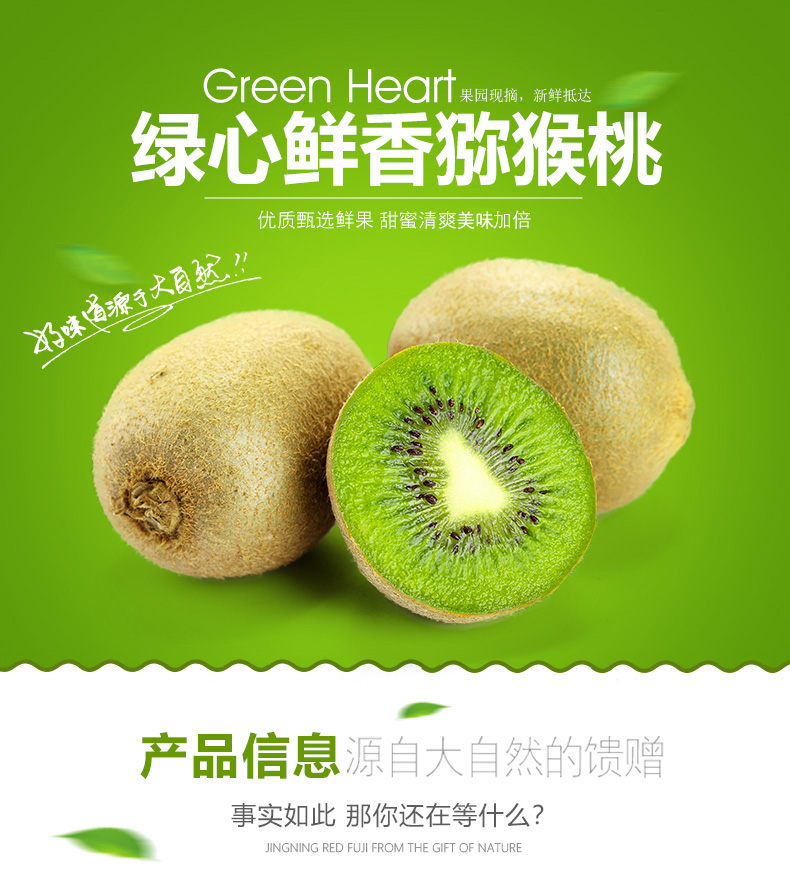 Green Heart 果园现摘，新鲜抵达
绿心鲜香猕猴桃
优质甄选鲜果 甜蜜清爽美味加倍
好味道源于大自然!!
产品信息 源自大自然的馈赠
事实如此 那你还在等什么?
JINGNING RED FUJI FROM THE GIFT OF NATURE